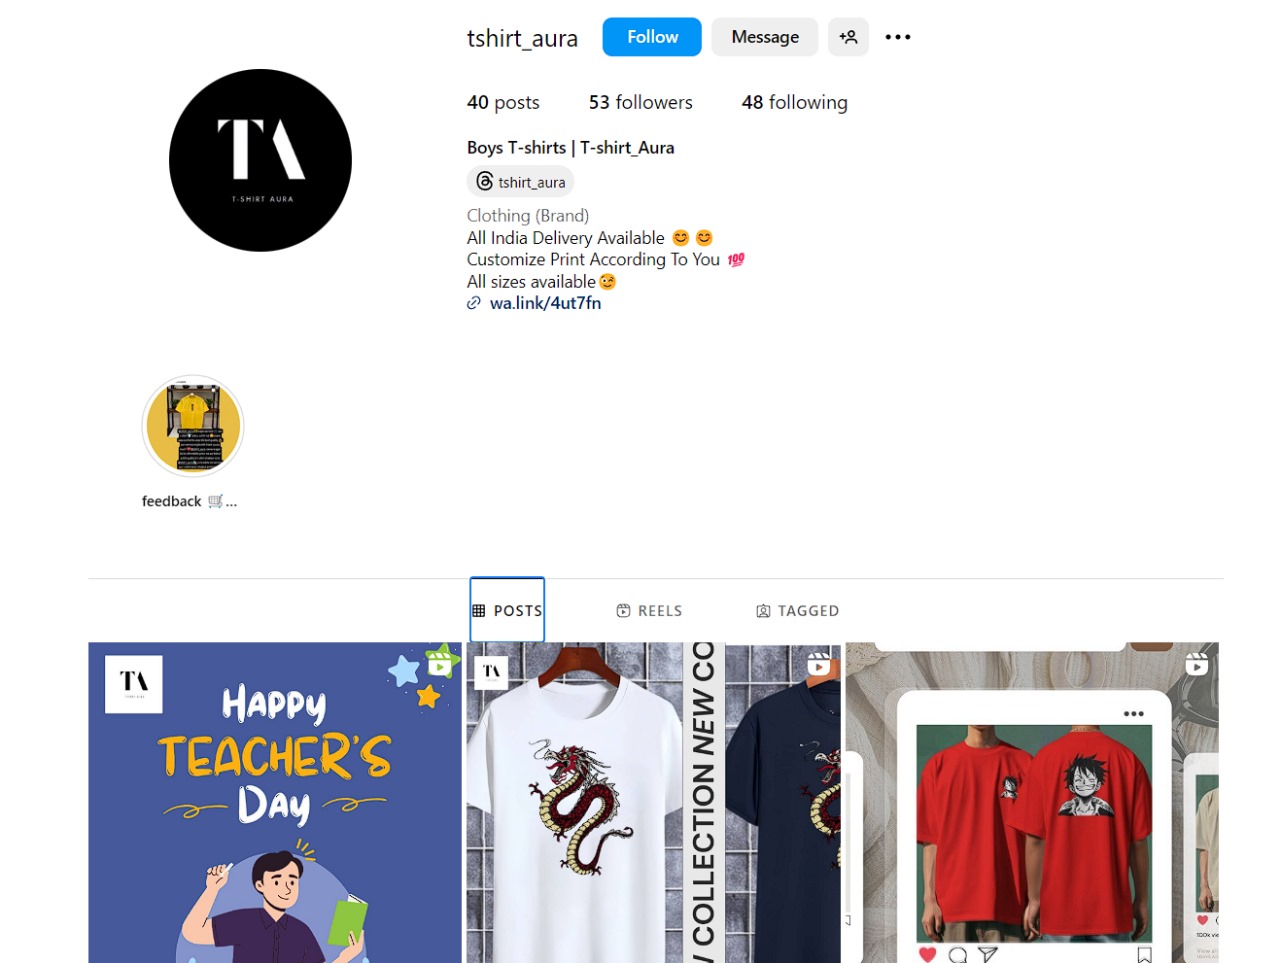 tshirt_aura
Follow
Message
40 posts
53 followers
48 following
TA
T-SHIRT AURA
Boys T-shirts | T-shirt_Aura
tshirt_aura
Clothing (Brand)
All India Delivery Available 😊 😊
Customize Print According To You 💯
All sizes available😉
wa.link/4ut7fn
feedback 🛒...
POSTS
REELS
TAGGED
TA
HAPPY
TEACHER'S
DAY
TA
COLLECTION NEW CO
100k vie